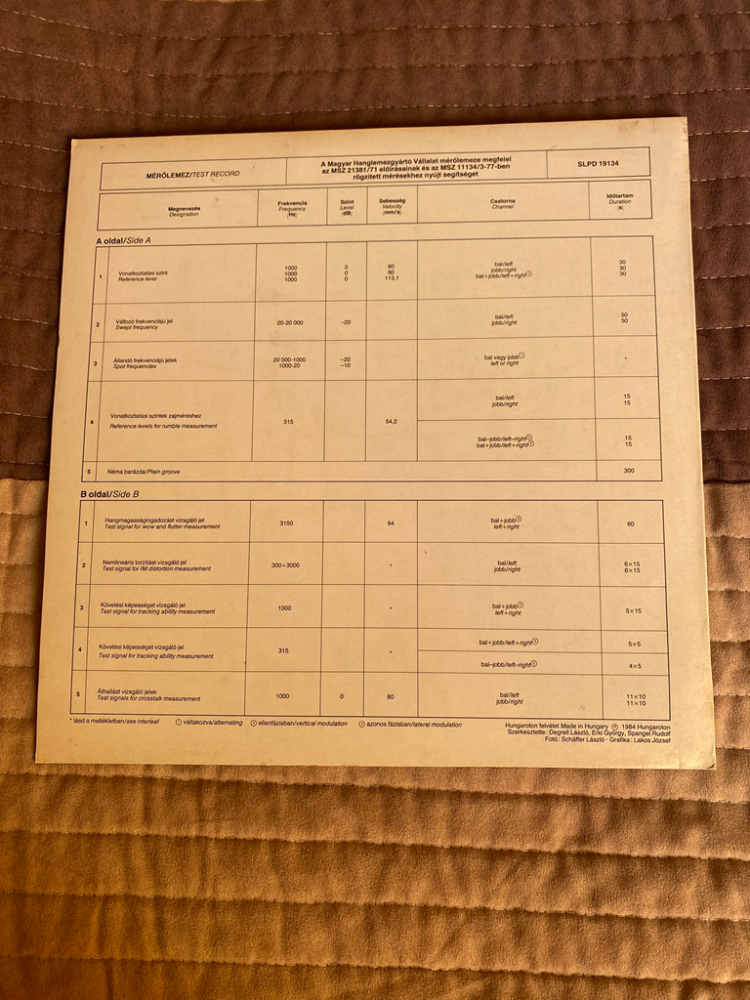 MÉRŐLEMEZ/TEST RECORD
A Magyar Hanglemezgyártó Vállalat mérőlemeze megfelel
az MSZ 21381/71 előírásainak és az MSZ 11134/3-77-ben
rögzített mérésekhez nyújt segítséget
SLPD 19134
Megnevezés
Designation
Frekvencia
Frequency
[Hz]
Szint
Level
[dB]
Sebesség
Velocity
[mm/s]
Csatorna
Channel
Időtartam
Duration
[s]
A oldal/Side A
1 Vonatkoztatási szint 1000 0 80 bal/left 30
Reference level 1000 0 80 jobb/right 30
1000 0 113,1 bal+jobb/left+right③ 30
2 Változó frekvenciájú jel 20-20 000 –20 bal/left 50
Swept frequency jobb/right 50
3 Állandó frekvenciájú jelek 20 000-1000 –20 bal vagy jobb① *
Spot frequencies 1000-20 –10 left or right
4 Vonatkoztatási szintek zajméréshez 315 54,2 bal/left 15
Reference levels for rumble measurement jobb/right 15
bal–jobb/left–right② 15
bal+jobb/left+right③ 15
5 Néma barázda/Plain groove 300
B oldal/Side B
1 Hangmagasságingadozást vizsgáló jel 3150 64 bal+jobb③ 60
Test signal for wow and flutter measurement left+right
2 Nemlineáris torzítást vizsgáló jel 300+3000 * bal/left 6×15
Test signal for IM distortion measurement jobb/right 6×15
3 Követési képességet vizsgáló jel 1000 * bal+jobb③ 5×15
Test signal for tracking ability measurement left+right
4 Követési képességet vizsgáló jel 315 * bal+jobb/left+right③ 5×5
Test signal for tracking ability measurement bal–jobb/left–right② 4×5
5 Áthallást vizsgáló jelek 1000 0 80 bal/left 11×10
Test signals for crosstalk measurement jobb/right 11×10
* lásd a mellékletben/see interleaf ① váltakozva/alternating ② ellenfázisban/vertical modulation ③ azonos fázisban/lateral modulation
Hungaroton felvétel Made in Hungary Ⓟ 1984 Hungaroton
Szerkesztette: Degrell László, Erki György, Spangel Rudolf
Fotó: Schäffer László · Grafika: Lakos József